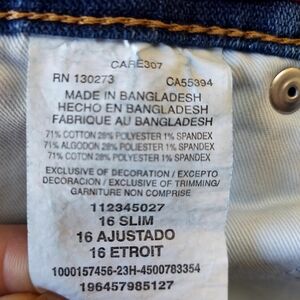 CARE307
RN 130273 CA55394
MADE IN BANGLADESH
HECHO EN BANGLADESH
FABRIQUE AU BANGLADESH
71% COTTON 28% POLYESTER 1% SPANDEX
71% ALGODON 28% POLYESTER 1% SPANDEX
71% COTON 28% POLYESTER 1% SPANDEX
EXCLUSIVE OF DECORATION / EXCEPTO
DECORACION / EXCLUSIVE OF TRIMMING/
GARNITURE NON COMPRISE
112345027
16 SLIM
16 AJUSTADO
16 ETROIT
1000157456-23H-4500783354
196457985127